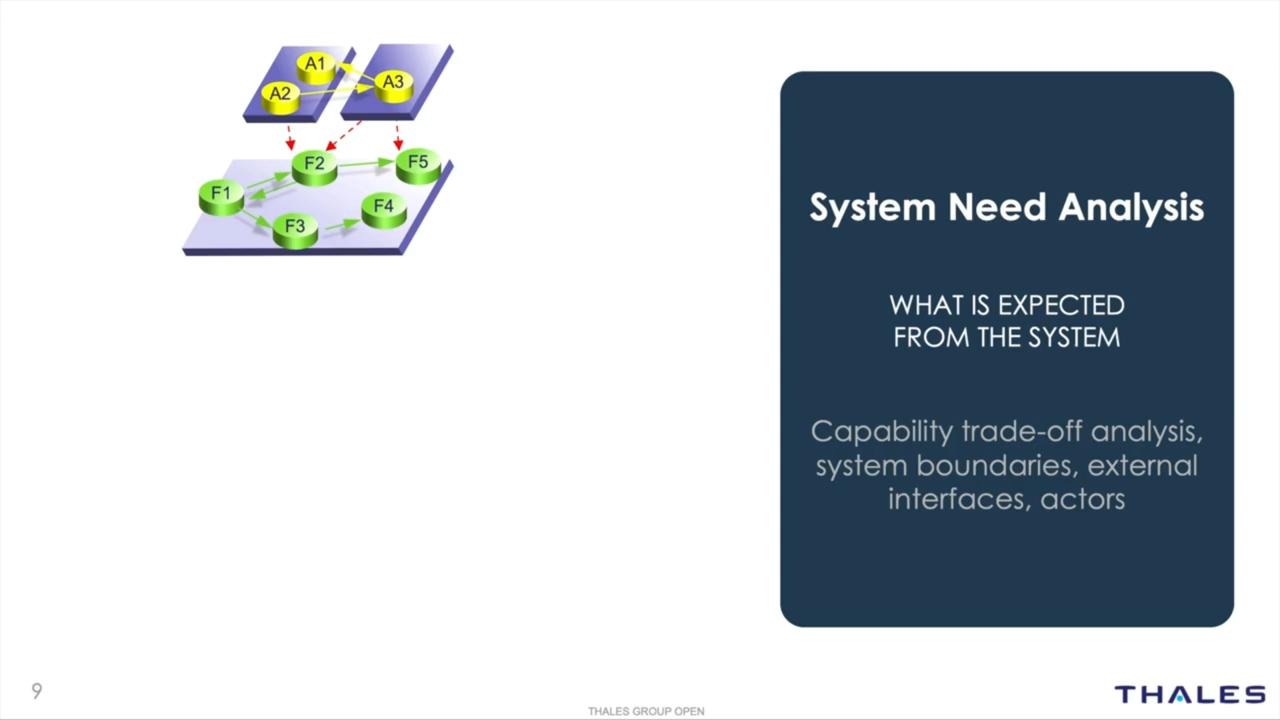 A1
A2
A3
F2
F5
F1
F4
F3
System Need Analysis
WHAT IS EXPECTED
FROM THE SYSTEM
Capability trade-off analysis,
system boundaries, external
interfaces, actors
9
THALES GROUP OPEN
THALES